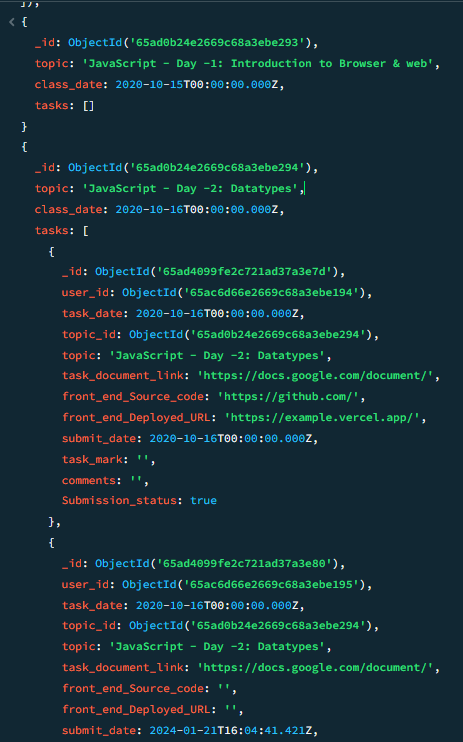 ]),
< {
_id: ObjectId('65ad0b24e2669c68a3ebe293'),
topic: 'JavaScript - Day -1: Introduction to Browser & web',
class_date: 2020-10-15T00:00:00.000Z,
tasks: []
}
{
_id: ObjectId('65ad0b24e2669c68a3ebe294'),
topic: 'JavaScript - Day -2: Datatypes',
class_date: 2020-10-16T00:00:00.000Z,
tasks: [
{
_id: ObjectId('65ad4099fe2c721ad37a3e7d'),
user_id: ObjectId('65ac6d66e2669c68a3ebe194'),
task_date: 2020-10-16T00:00:00.000Z,
topic_id: ObjectId('65ad0b24e2669c68a3ebe294'),
topic: 'JavaScript - Day -2: Datatypes',
task_document_link: 'https://docs.google.com/document/',
front_end_Source_code: 'https://github.com/',
front_end_Deployed_URL: 'https://example.vercel.app/',
submit_date: 2020-10-16T00:00:00.000Z,
task_mark: '',
comments: '',
Submission_status: true
},
{
_id: ObjectId('65ad4099fe2c721ad37a3e80'),
user_id: ObjectId('65ac6d66e2669c68a3ebe195'),
task_date: 2020-10-16T00:00:00.000Z,
topic_id: ObjectId('65ad0b24e2669c68a3ebe294'),
topic: 'JavaScript - Day -2: Datatypes',
task_document_link: 'https://docs.google.com/document/',
front_end_Source_code: '',
front_end_Deployed_URL: '',
submit_date: 2024-01-21T16:04:41.421Z,